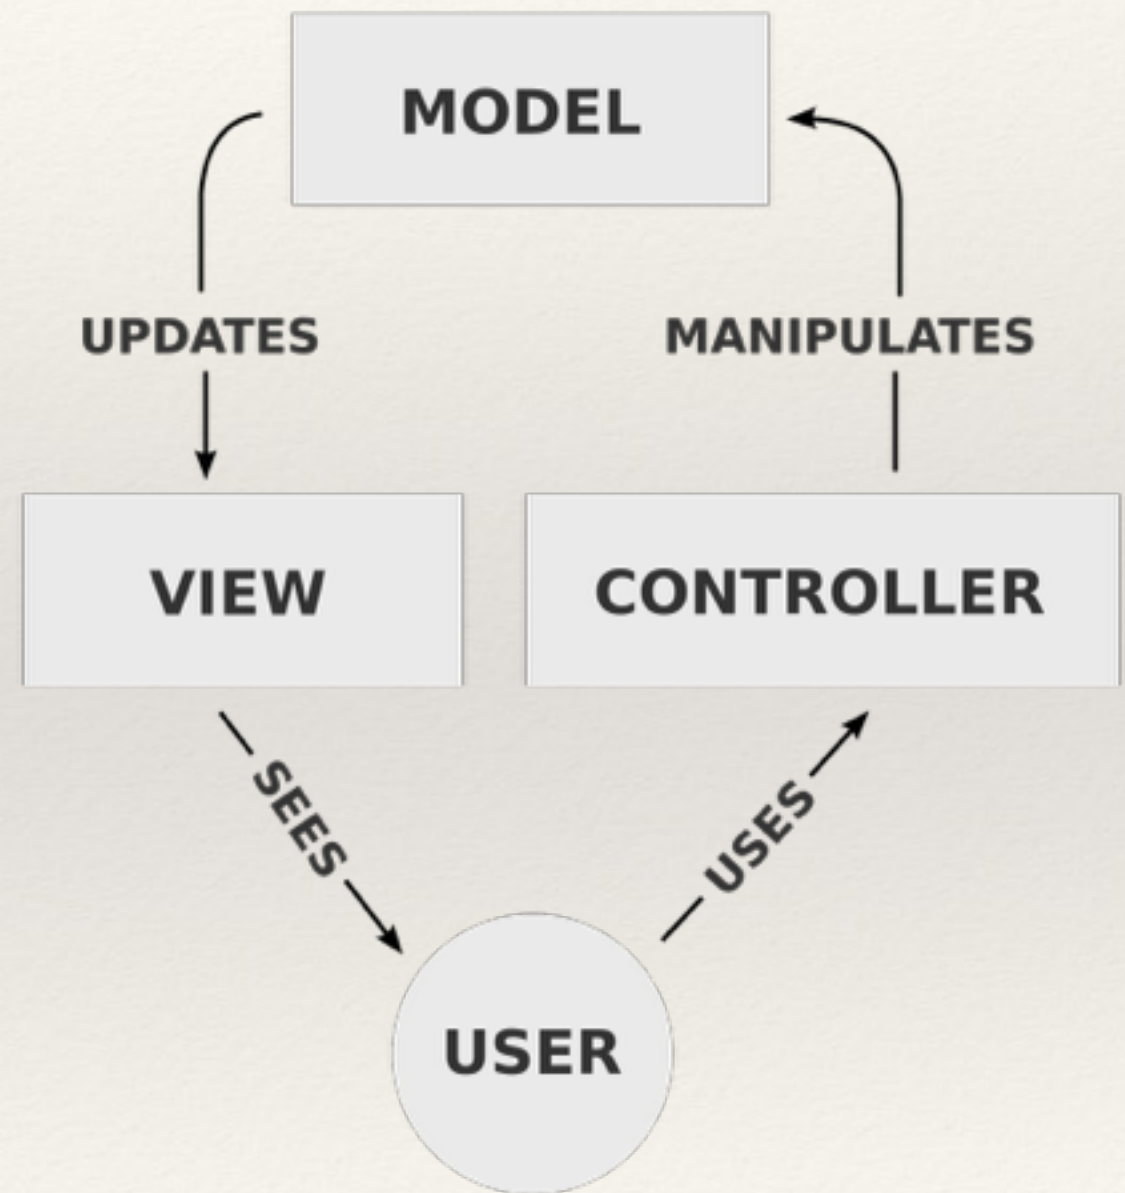 MODEL
UPDATES
MANIPULATES
VIEW
CONTROLLER
SEES
USES
USER